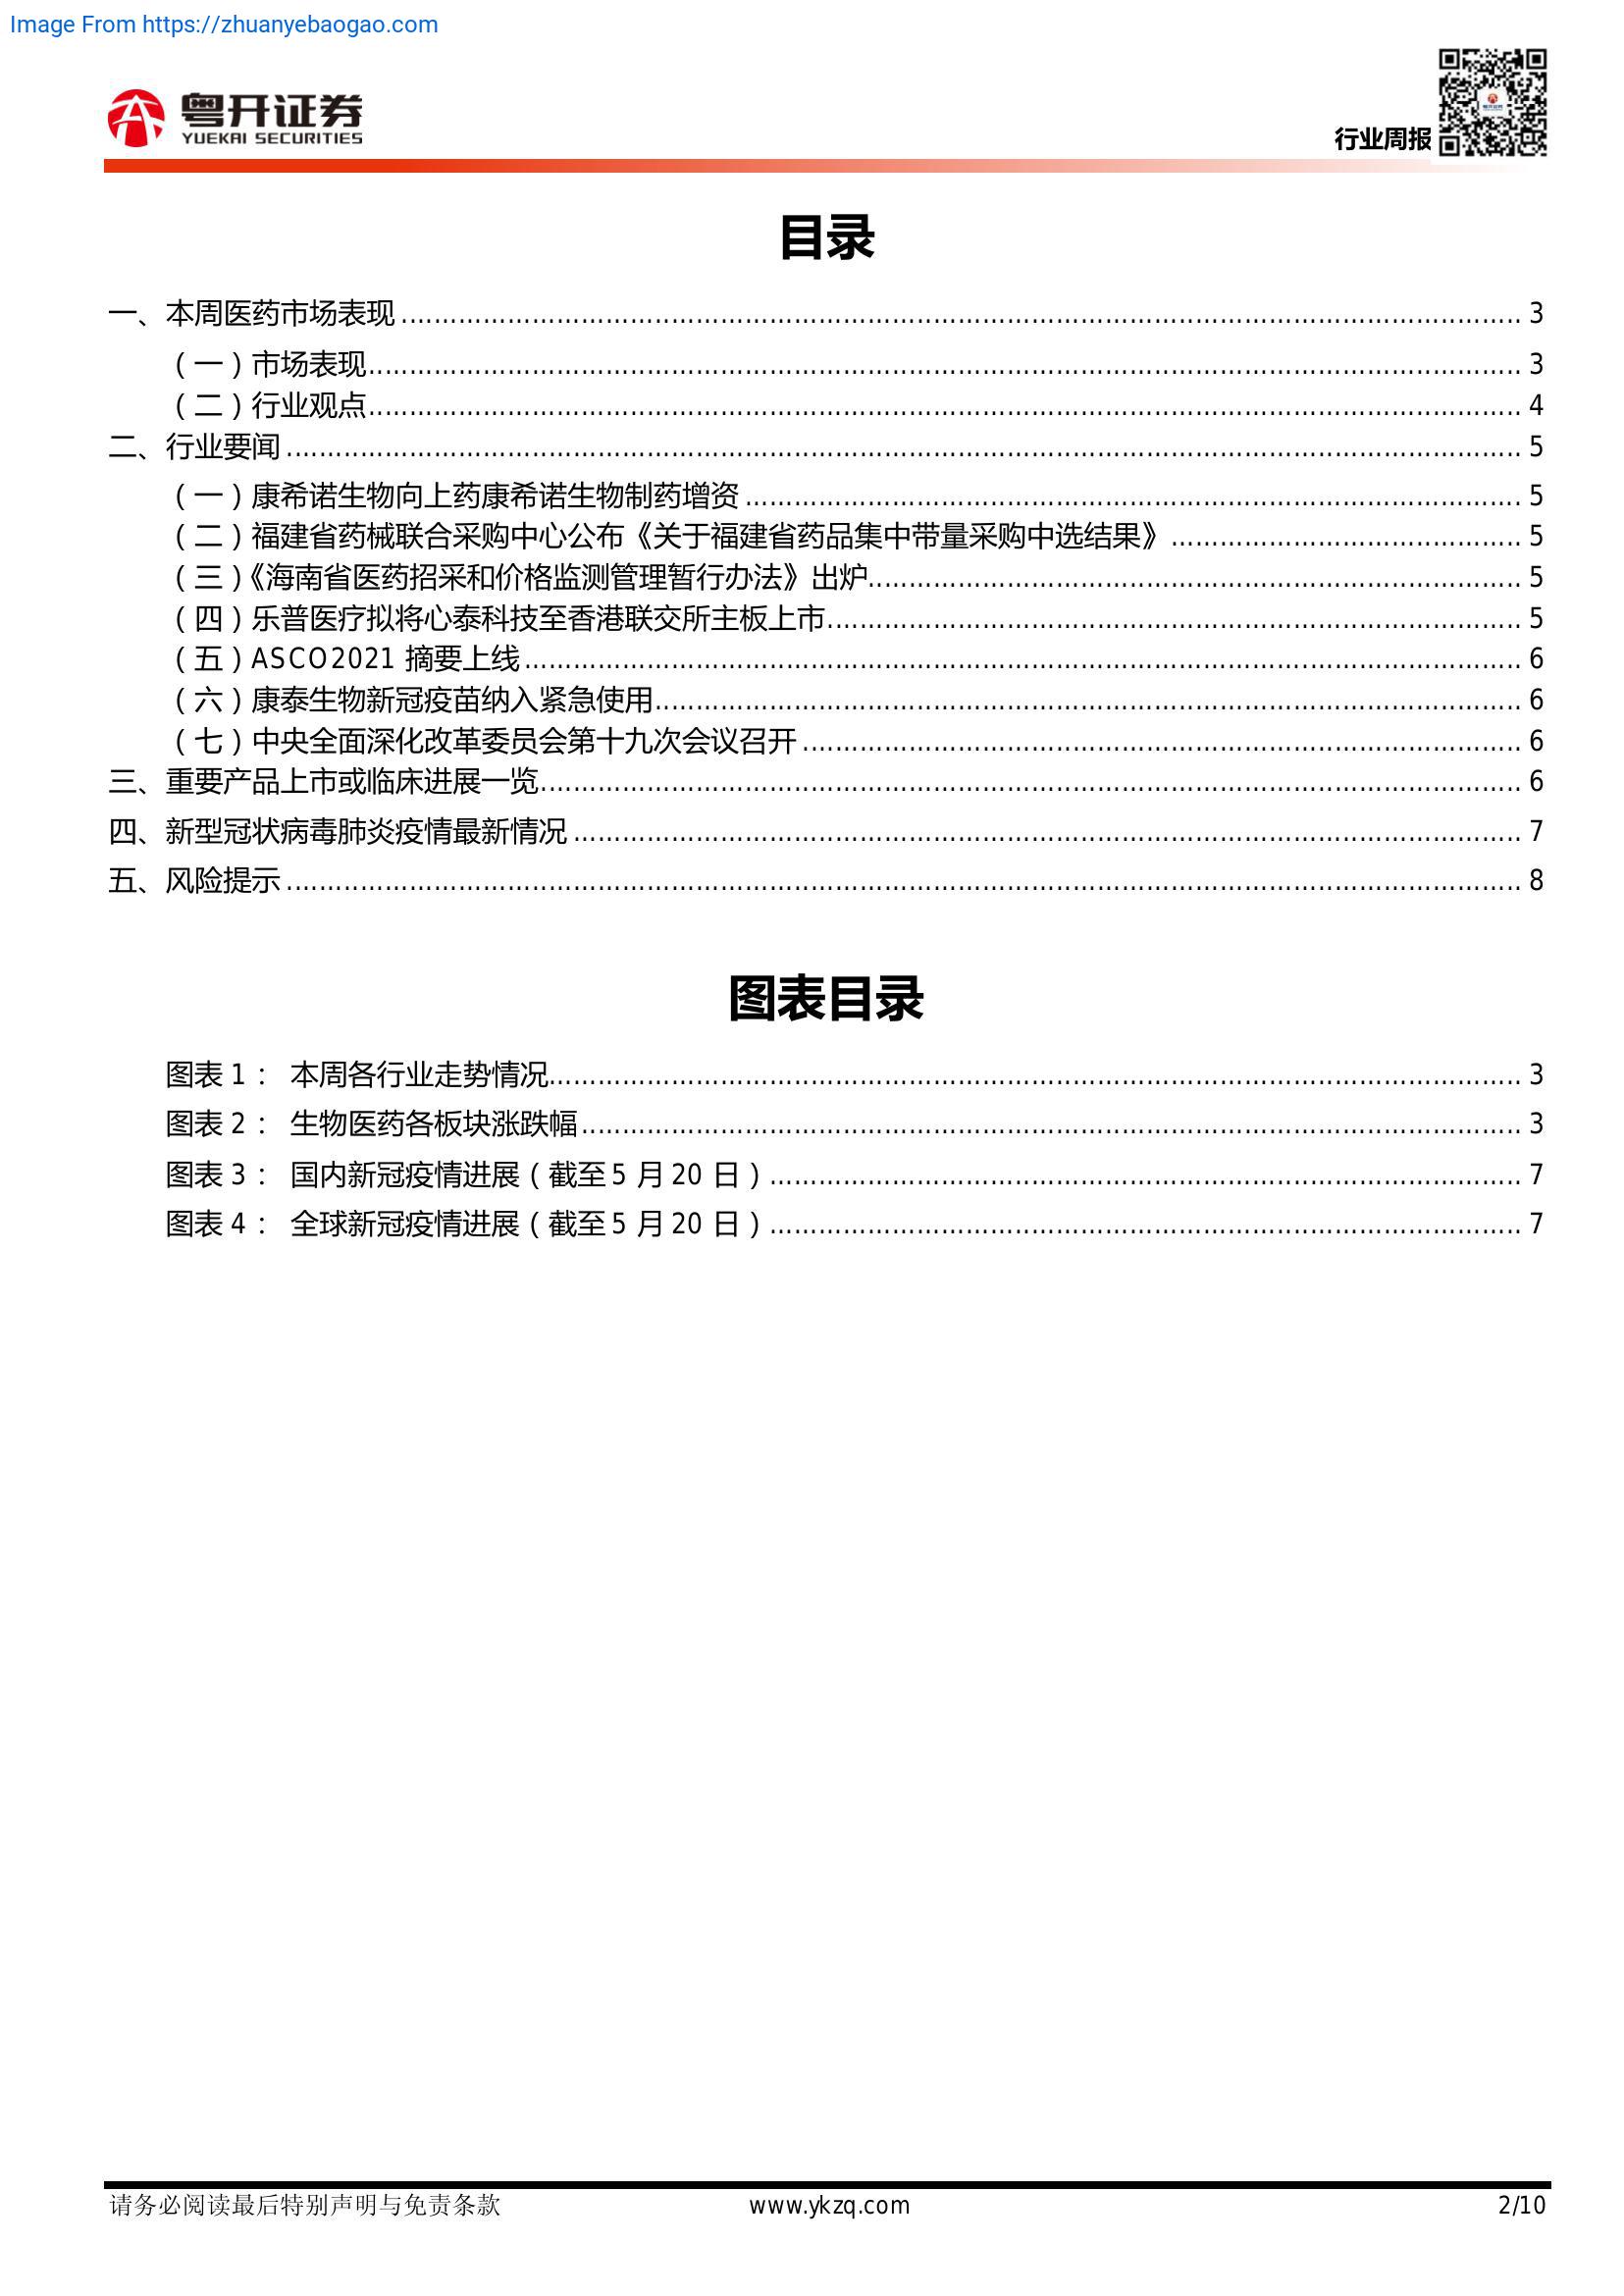 Image From https://zhuanyebaogao.com
粤开证券
YUEKAI SECURITIES
行业周报
目录
一、本周医药市场表现 3
（一）市场表现 3
（二）行业观点 4
二、行业要闻 5
（一）康希诺生物向上药康希诺生物制药增资 5
（二）福建省药械联合采购中心公布《关于福建省药品集中带量采购中选结果》 5
（三）《海南省医药招采和价格监测管理暂行办法》出炉 5
（四）乐普医疗拟将心泰科技至香港联交所主板上市 5
（五）ASCO2021 摘要上线 6
（六）康泰生物新冠疫苗纳入紧急使用 6
（七）中央全面深化改革委员会第十九次会议召开 6
三、重要产品上市或临床进展一览 6
四、新型冠状病毒肺炎疫情最新情况 7
五、风险提示 8
图表目录
图表 1： 本周各行业走势情况 3
图表 2： 生物医药各板块涨跌幅 3
图表 3： 国内新冠疫情进展（截至 5 月 20 日） 7
图表 4： 全球新冠疫情进展（截至 5 月 20 日） 7
请务必阅读最后特别声明与免责条款 www.ykzq.com 2/10